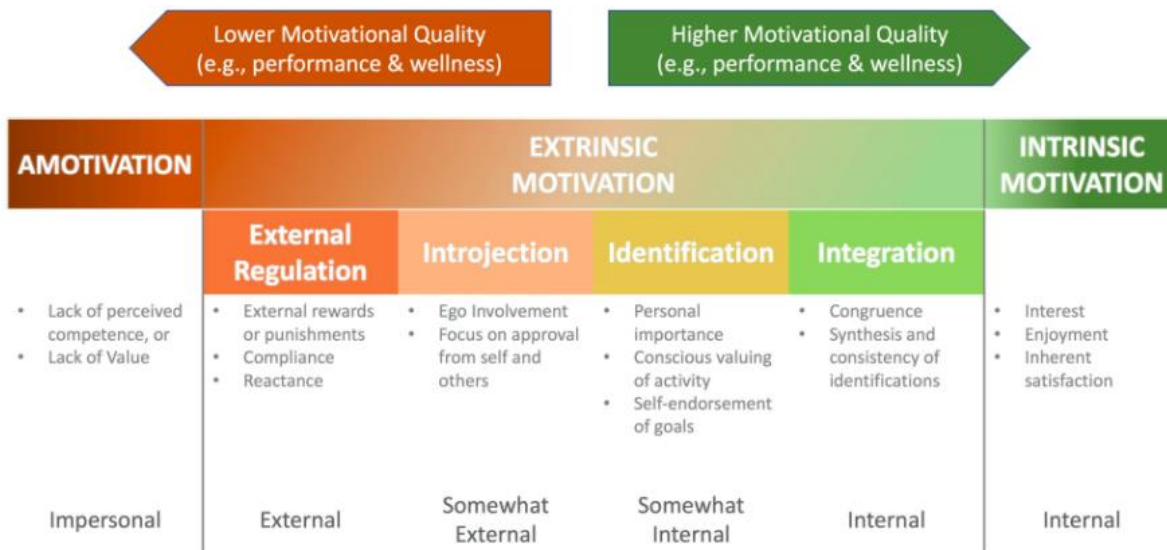 Lower Motivational Quality
(e.g., performance & wellness)
Higher Motivational Quality
(e.g., performance & wellness)
AMOTIVATION
EXTRINSIC
MOTIVATION
INTRINSIC
MOTIVATION
External
Regulation
Introjection
Identification
Integration
• Lack of perceived
competence, or
• Lack of Value
• External rewards
or punishments
• Compliance
• Reactance
• Ego Involvement
• Focus on approval
from self and
others
• Personal
importance
• Conscious valuing
of activity
• Self-endorsement
of goals
• Congruence
• Synthesis and
consistency of
identifications
• Interest
• Enjoyment
• Inherent
satisfaction
Impersonal
External
Somewhat
External
Somewhat
Internal
Internal
Internal